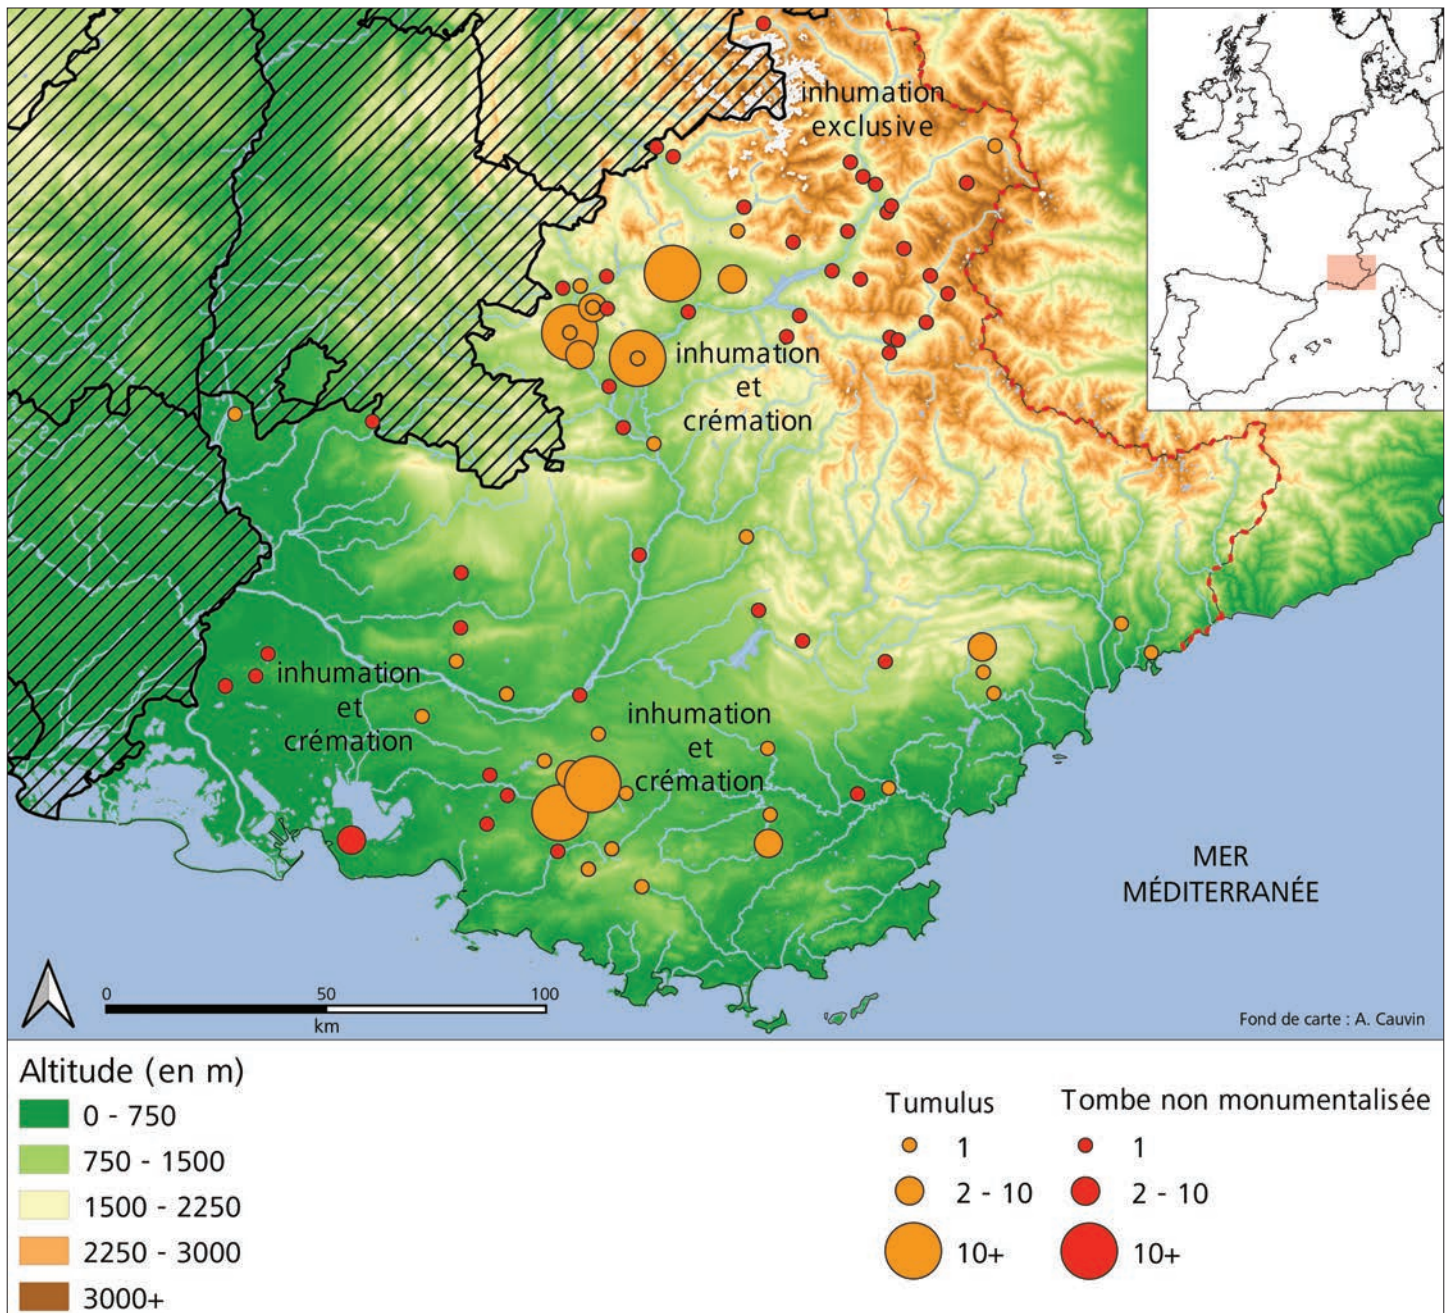 inhumation
exclusive
inhumation
et
crémation
inhumation
et
crémation
inhumation
et
crémation
MER
MÉDITERRANÉE
0
50
100
km
Fond de carte : A. Cauvin
Altitude (en m)
0 - 750
750 - 1500
1500 - 2250
2250 - 3000
3000+
Tumulus
1
2 - 10
10+
Tombe non monumentalisée
1
2 - 10
10+